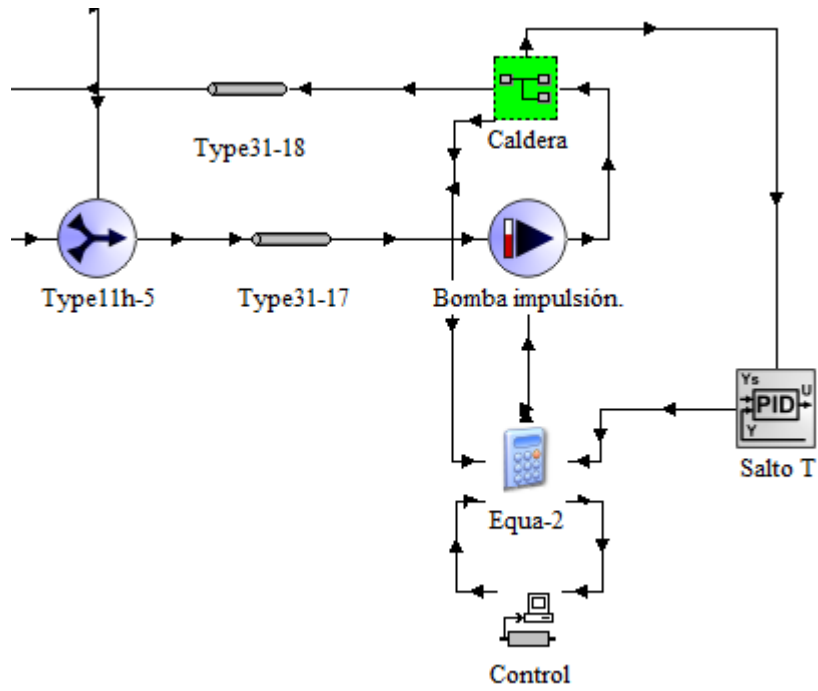 Type31-18
Caldera
Type11h-5
Type31-17
Bomba impulsión.
Ys
U
PID
Y
Salto T
Equa-2
Control